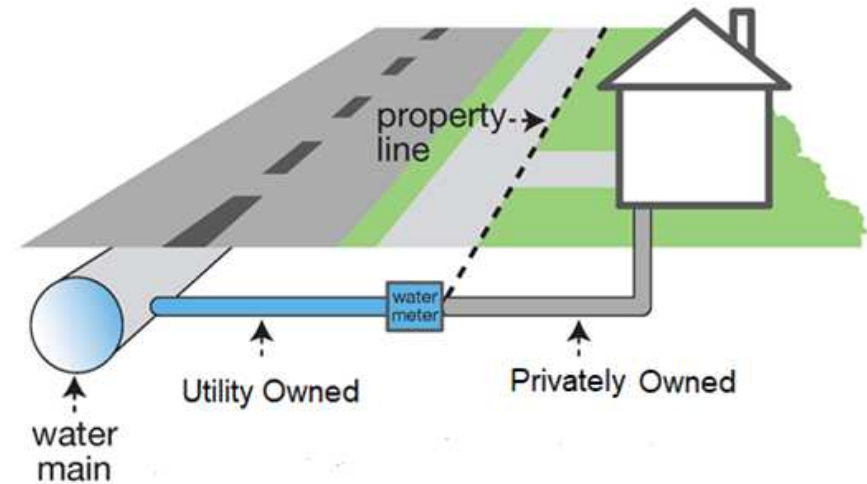 property
line
water
meter
Utility Owned
Privately Owned
water
main